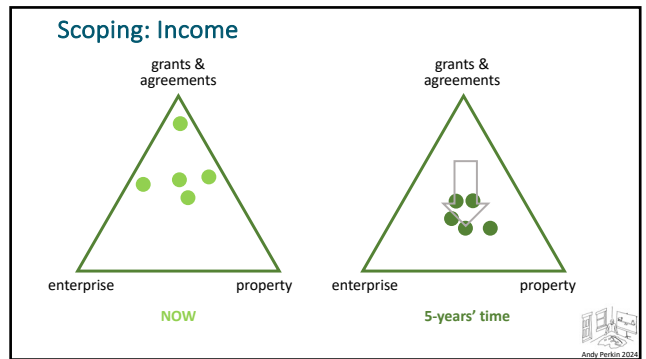 Scoping: Income
grants &
agreements
enterprise
property
NOW
grants &
agreements
enterprise
property
5-years’ time
Andy Perkin 2024